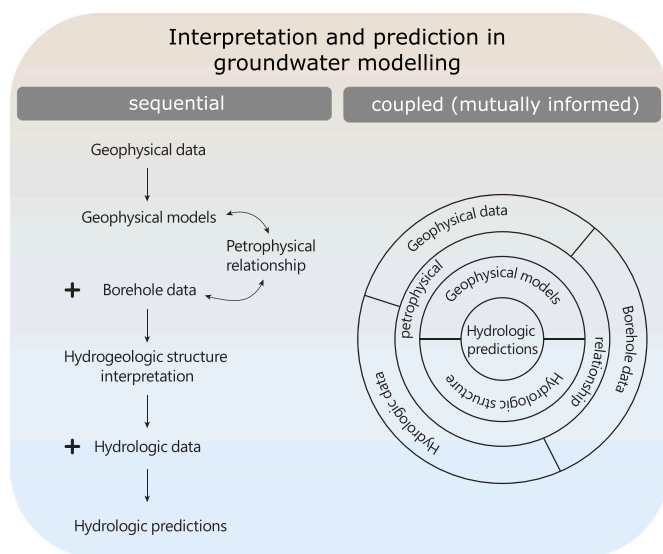 Interpretation and prediction in
groundwater modelling
sequential
Geophysical data
Geophysical models
Petrophysical
relationship
+ Borehole data
Hydrogeologic structure
interpretation
+ Hydrologic data
Hydrologic predictions
coupled (mutually informed)
Geophysical data
Borehole data
Hydrologic data
petrophysical
relationship
Geophysical models
Hydrologic structure
Hydrologic
predictions